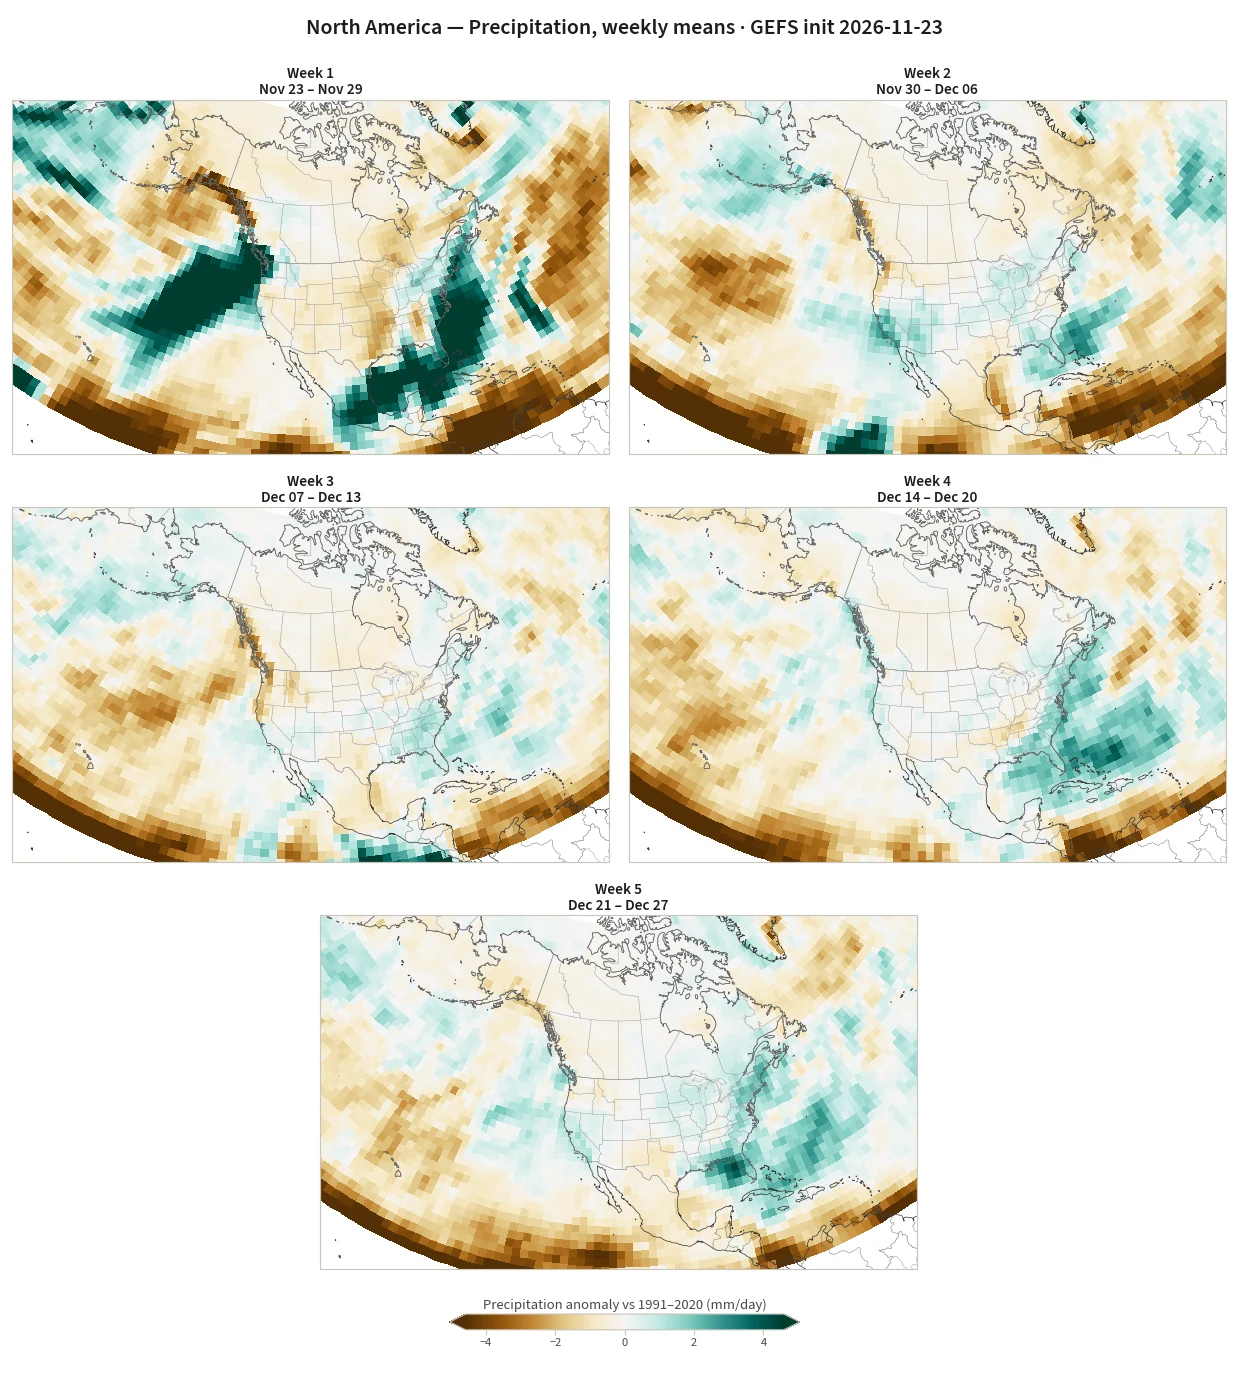 North America — Precipitation, weekly means · GEFS init 2026-11-23
Week 1
Nov 23 – Nov 29
Week 2
Nov 30 – Dec 06
Week 3
Dec 07 – Dec 13
Week 4
Dec 14 – Dec 20
Week 5
Dec 21 – Dec 27
Precipitation anomaly vs 1991–2020 (mm/day)
−4 −2 0 2 4